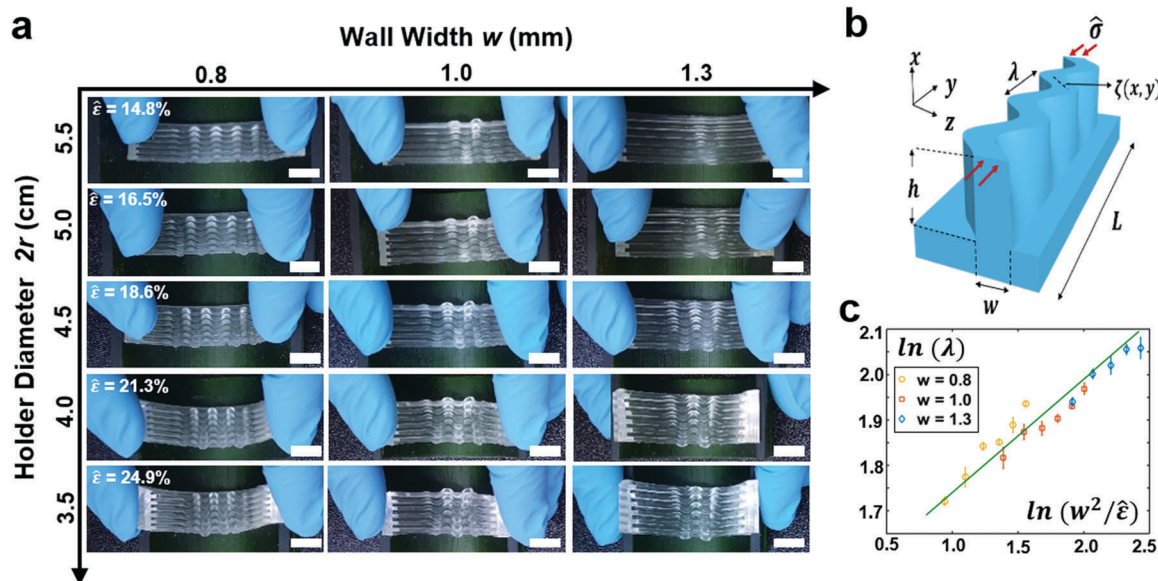 a
Wall Width w (mm)
0.8 1.0 1.3
Holder Diameter 2r (cm)
5.5
ε̂ = 14.8%
5.0
ε̂ = 16.5%
4.5
ε̂ = 18.6%
4.0
ε̂ = 21.3%
3.5
ε̂ = 24.9%
b
σ̂
x
y
z
λ
ζ(x, y)
h
L
w
c
ln (λ)
w = 0.8
w = 1.0
w = 1.3
2.1
2.0
1.9
1.8
1.7
ln (w²/ε̂)
0.5 1.0 1.5 2.0 2.5